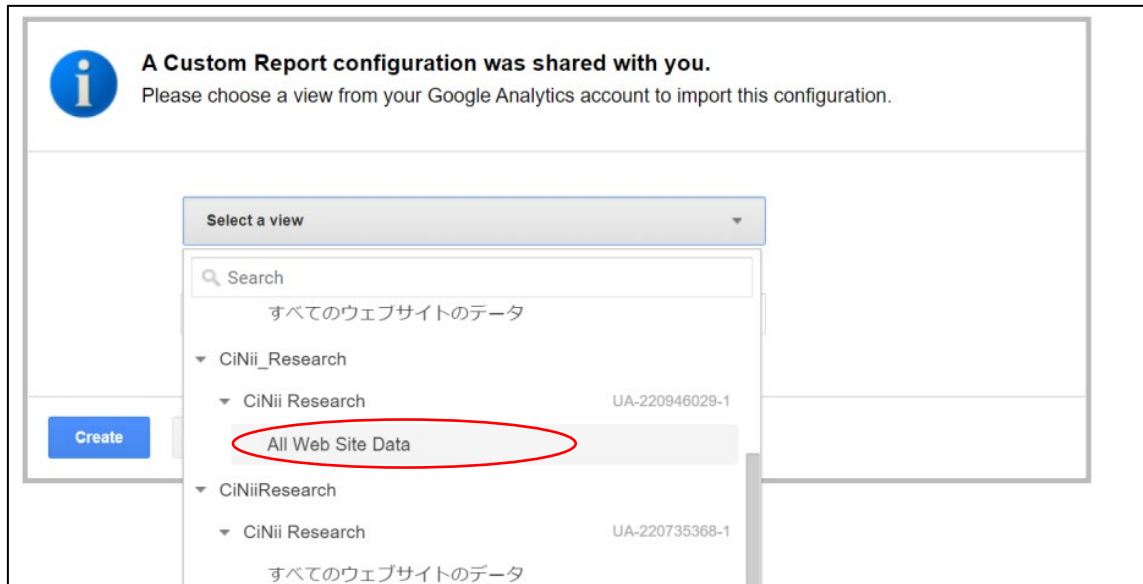 A Custom Report configuration was shared with you.
Please choose a view from your Google Analytics account to import this configuration.
Select a view
Search
すべてのウェブサイトのデータ
CiNii_Research
CiNii Research UA-220946029-1
All Web Site Data
Create
CiNiiResearch
CiNii Research UA-220735368-1
すべてのウェブサイトのデータ